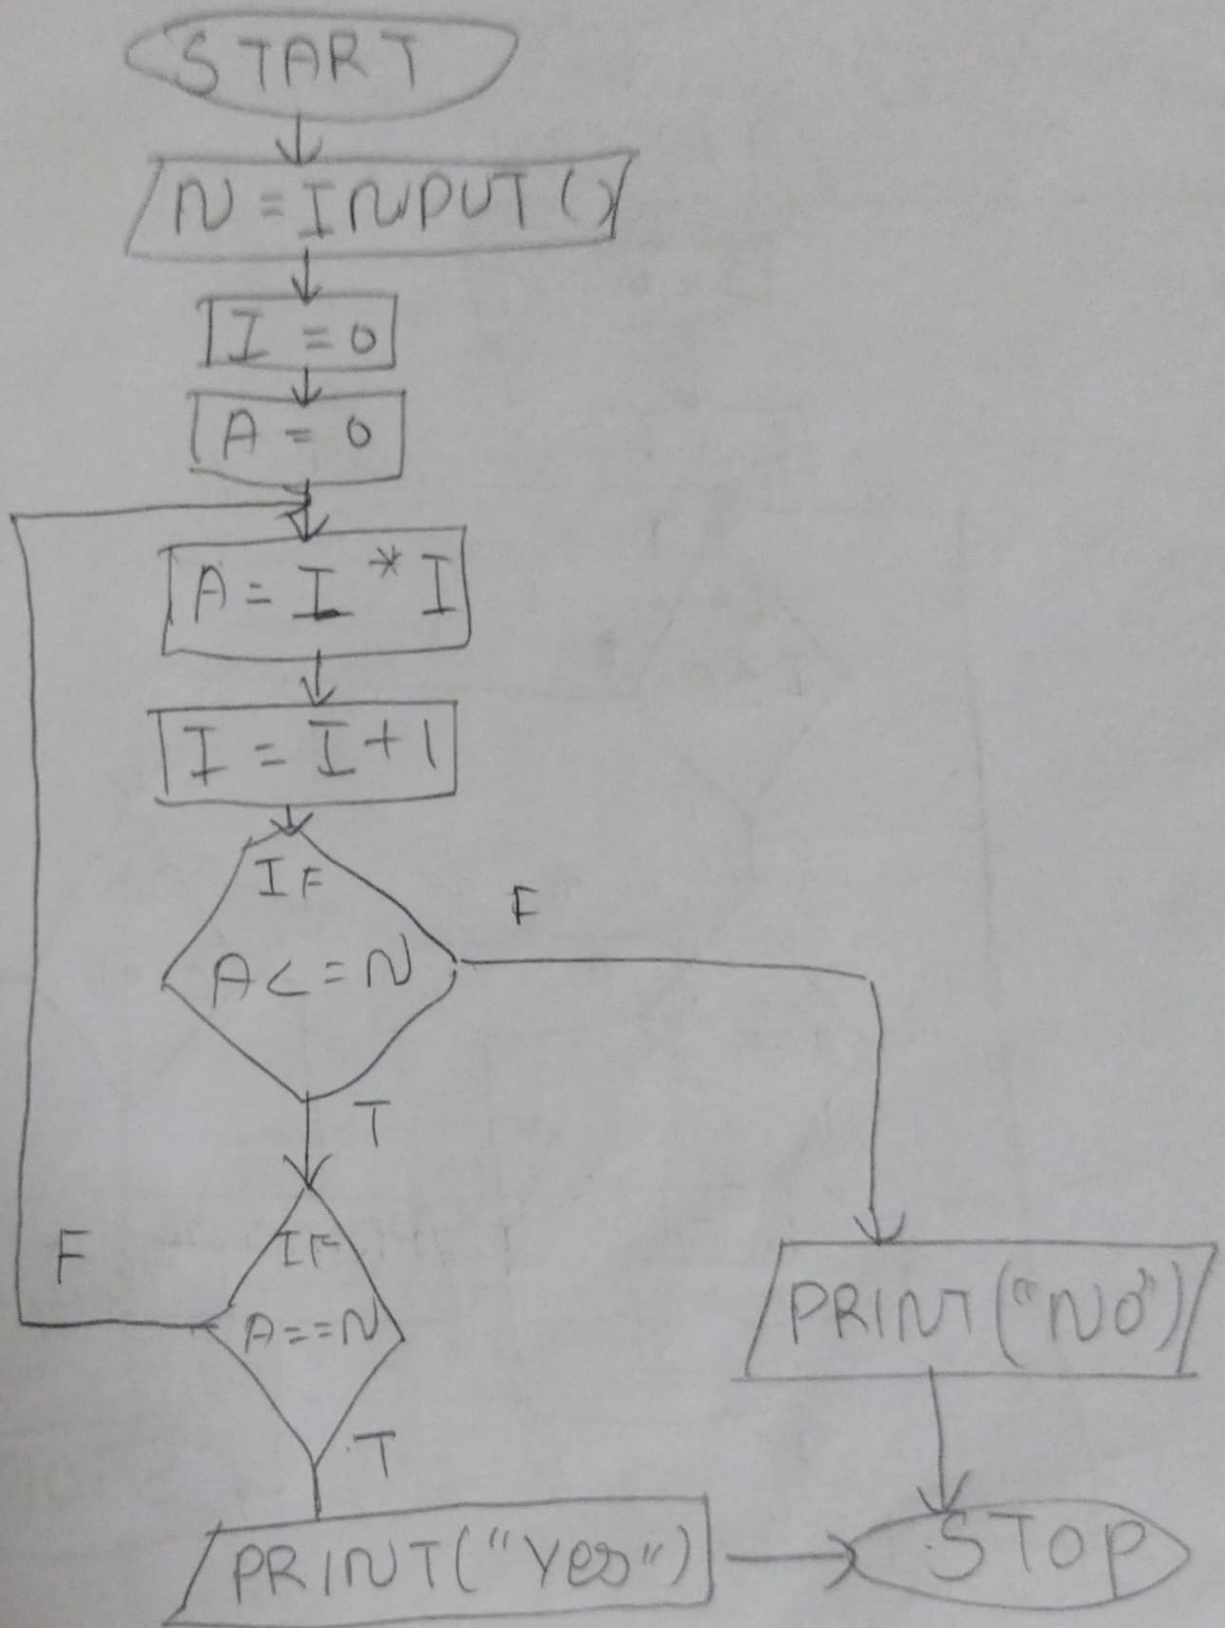 START
N = INPUT ()
I = 0
A = 0
A = I * I
I = I + 1
IF
A <= N
F
T
IF
A == N
F
T
PRINT ("NO")
PRINT ("Yes")
STOP